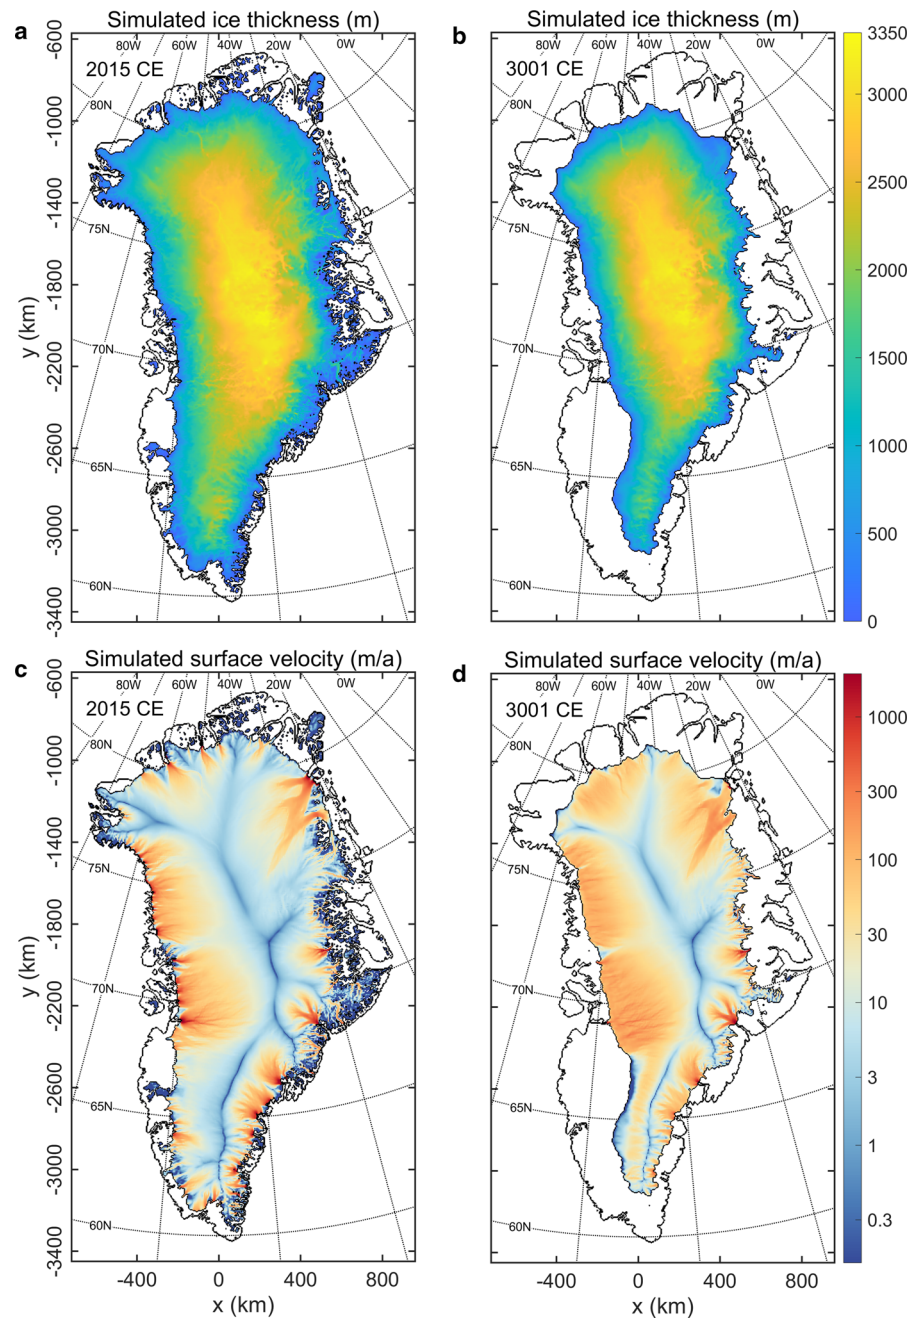 a
Simulated ice thickness (m)
80W 60W 40W 20W 0W
2015 CE
80N
75N
70N
65N
60N
-600
-1000
-1400
-1800
-2200
-2600
-3000
-3400
y (km)
b
Simulated ice thickness (m)
80W 60W 40W 20W 0W
3001 CE
80N
75N
70N
65N
60N
3350
3000
2500
2000
1500
1000
500
0
c
Simulated surface velocity (m/a)
80W 60W 40W 20W 0W
2015 CE
80N
75N
70N
65N
60N
-600
-1000
-1400
-1800
-2200
-2600
-3000
-3400
y (km)
-400 0 400 800
x (km)
d
Simulated surface velocity (m/a)
80W 60W 40W 20W 0W
3001 CE
80N
75N
70N
65N
60N
-400 0 400 800
x (km)
1000
300
100
30
10
3
1
0.3